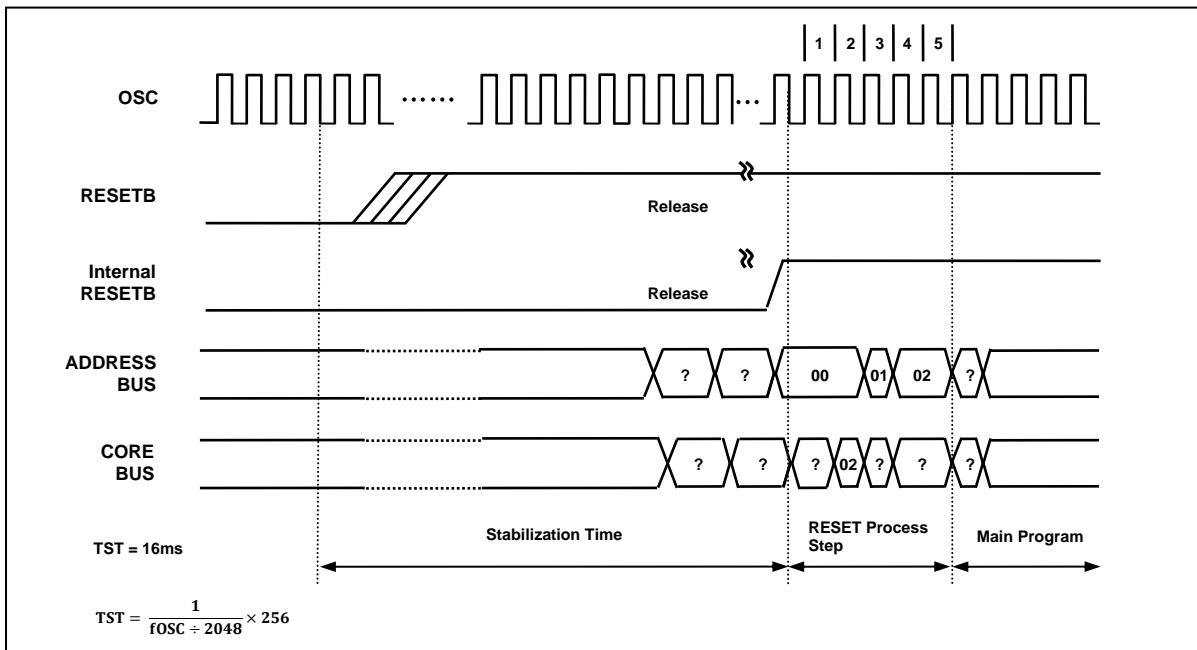 1 2 3 4 5
OSC
......
...
RESETB
Release
Internal
RESETB
Release
ADDRESS
BUS
? ? 00 01 02 ?
CORE
BUS
? ? ? 02 ? ? ?
Stabilization Time
RESET Process
Step
Main Program
TST = 16ms
TST = 1 / fOSC ÷ 2048 × 256